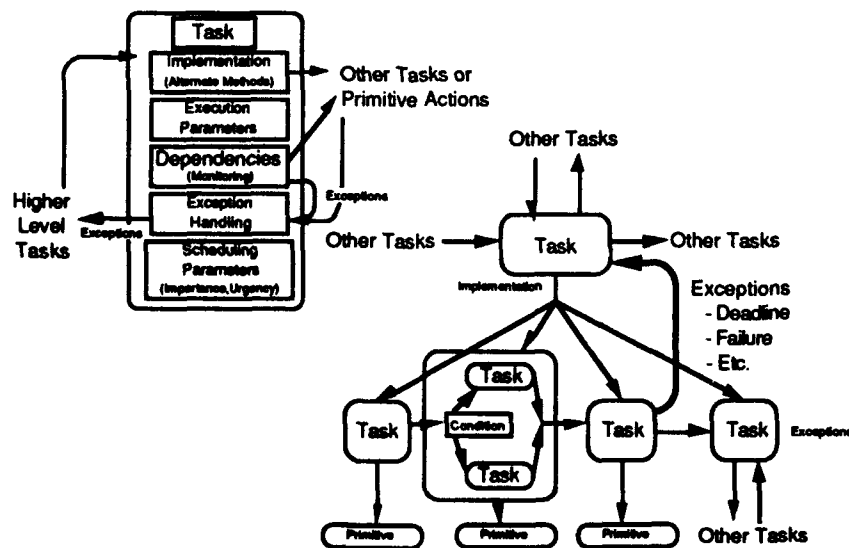 Task
Implementation
(Alternate Methods)
Execution
Parameters
Dependencies
(Monitoring)
Exception
Handling
Scheduling
Parameters
(Importance, Urgency)
Higher
Level
Tasks
Exceptions
Other Tasks or
Primitive Actions
Exceptions
Other Tasks
Other Tasks
Task
Other Tasks
Implementation
Exceptions
- Deadline
- Failure
- Etc.
Task
Task
Condition
Task
Task
Task
Exceptions
Primitive
Primitive
Primitive
Other Tasks